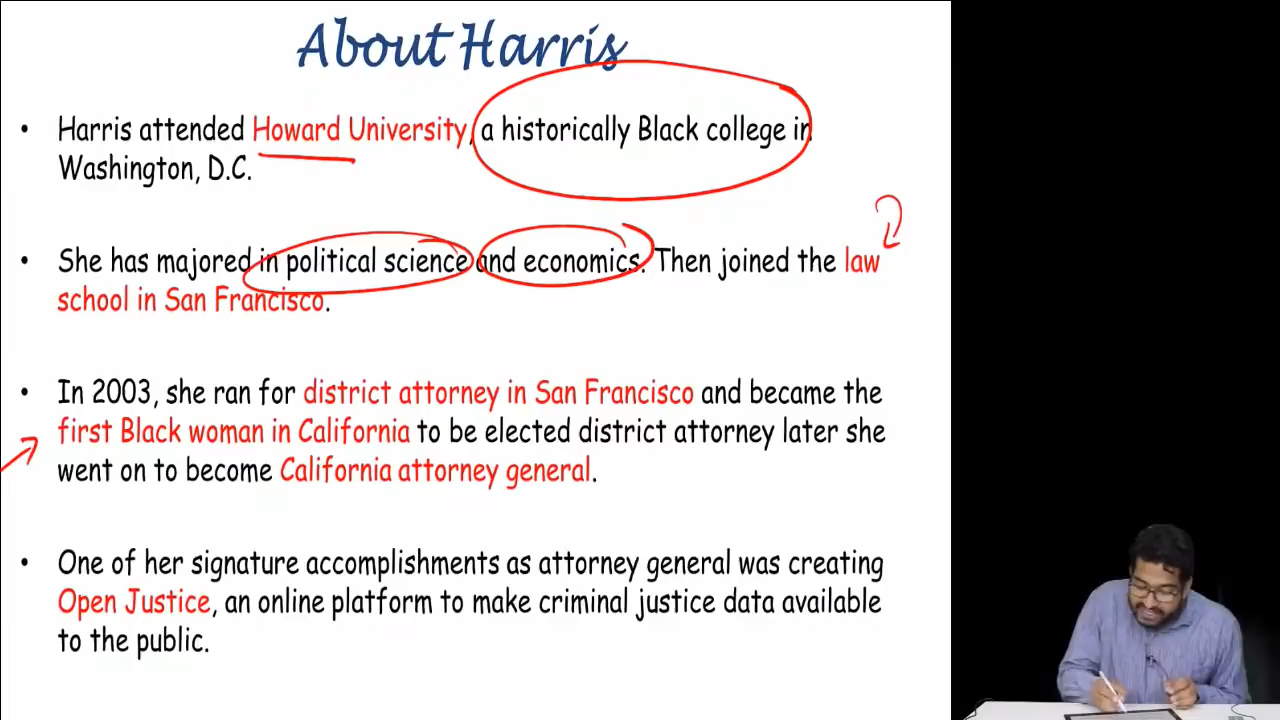 About Harris
• Harris attended Howard University, a historically Black college in
Washington, D.C.
• She has majored in political science and economics. Then joined the law
school in San Francisco.
• In 2003, she ran for district attorney in San Francisco and became the
first Black woman in California to be elected district attorney later she
went on to become California attorney general.
• One of her signature accomplishments as attorney general was creating
Open Justice, an online platform to make criminal justice data available
to the public.